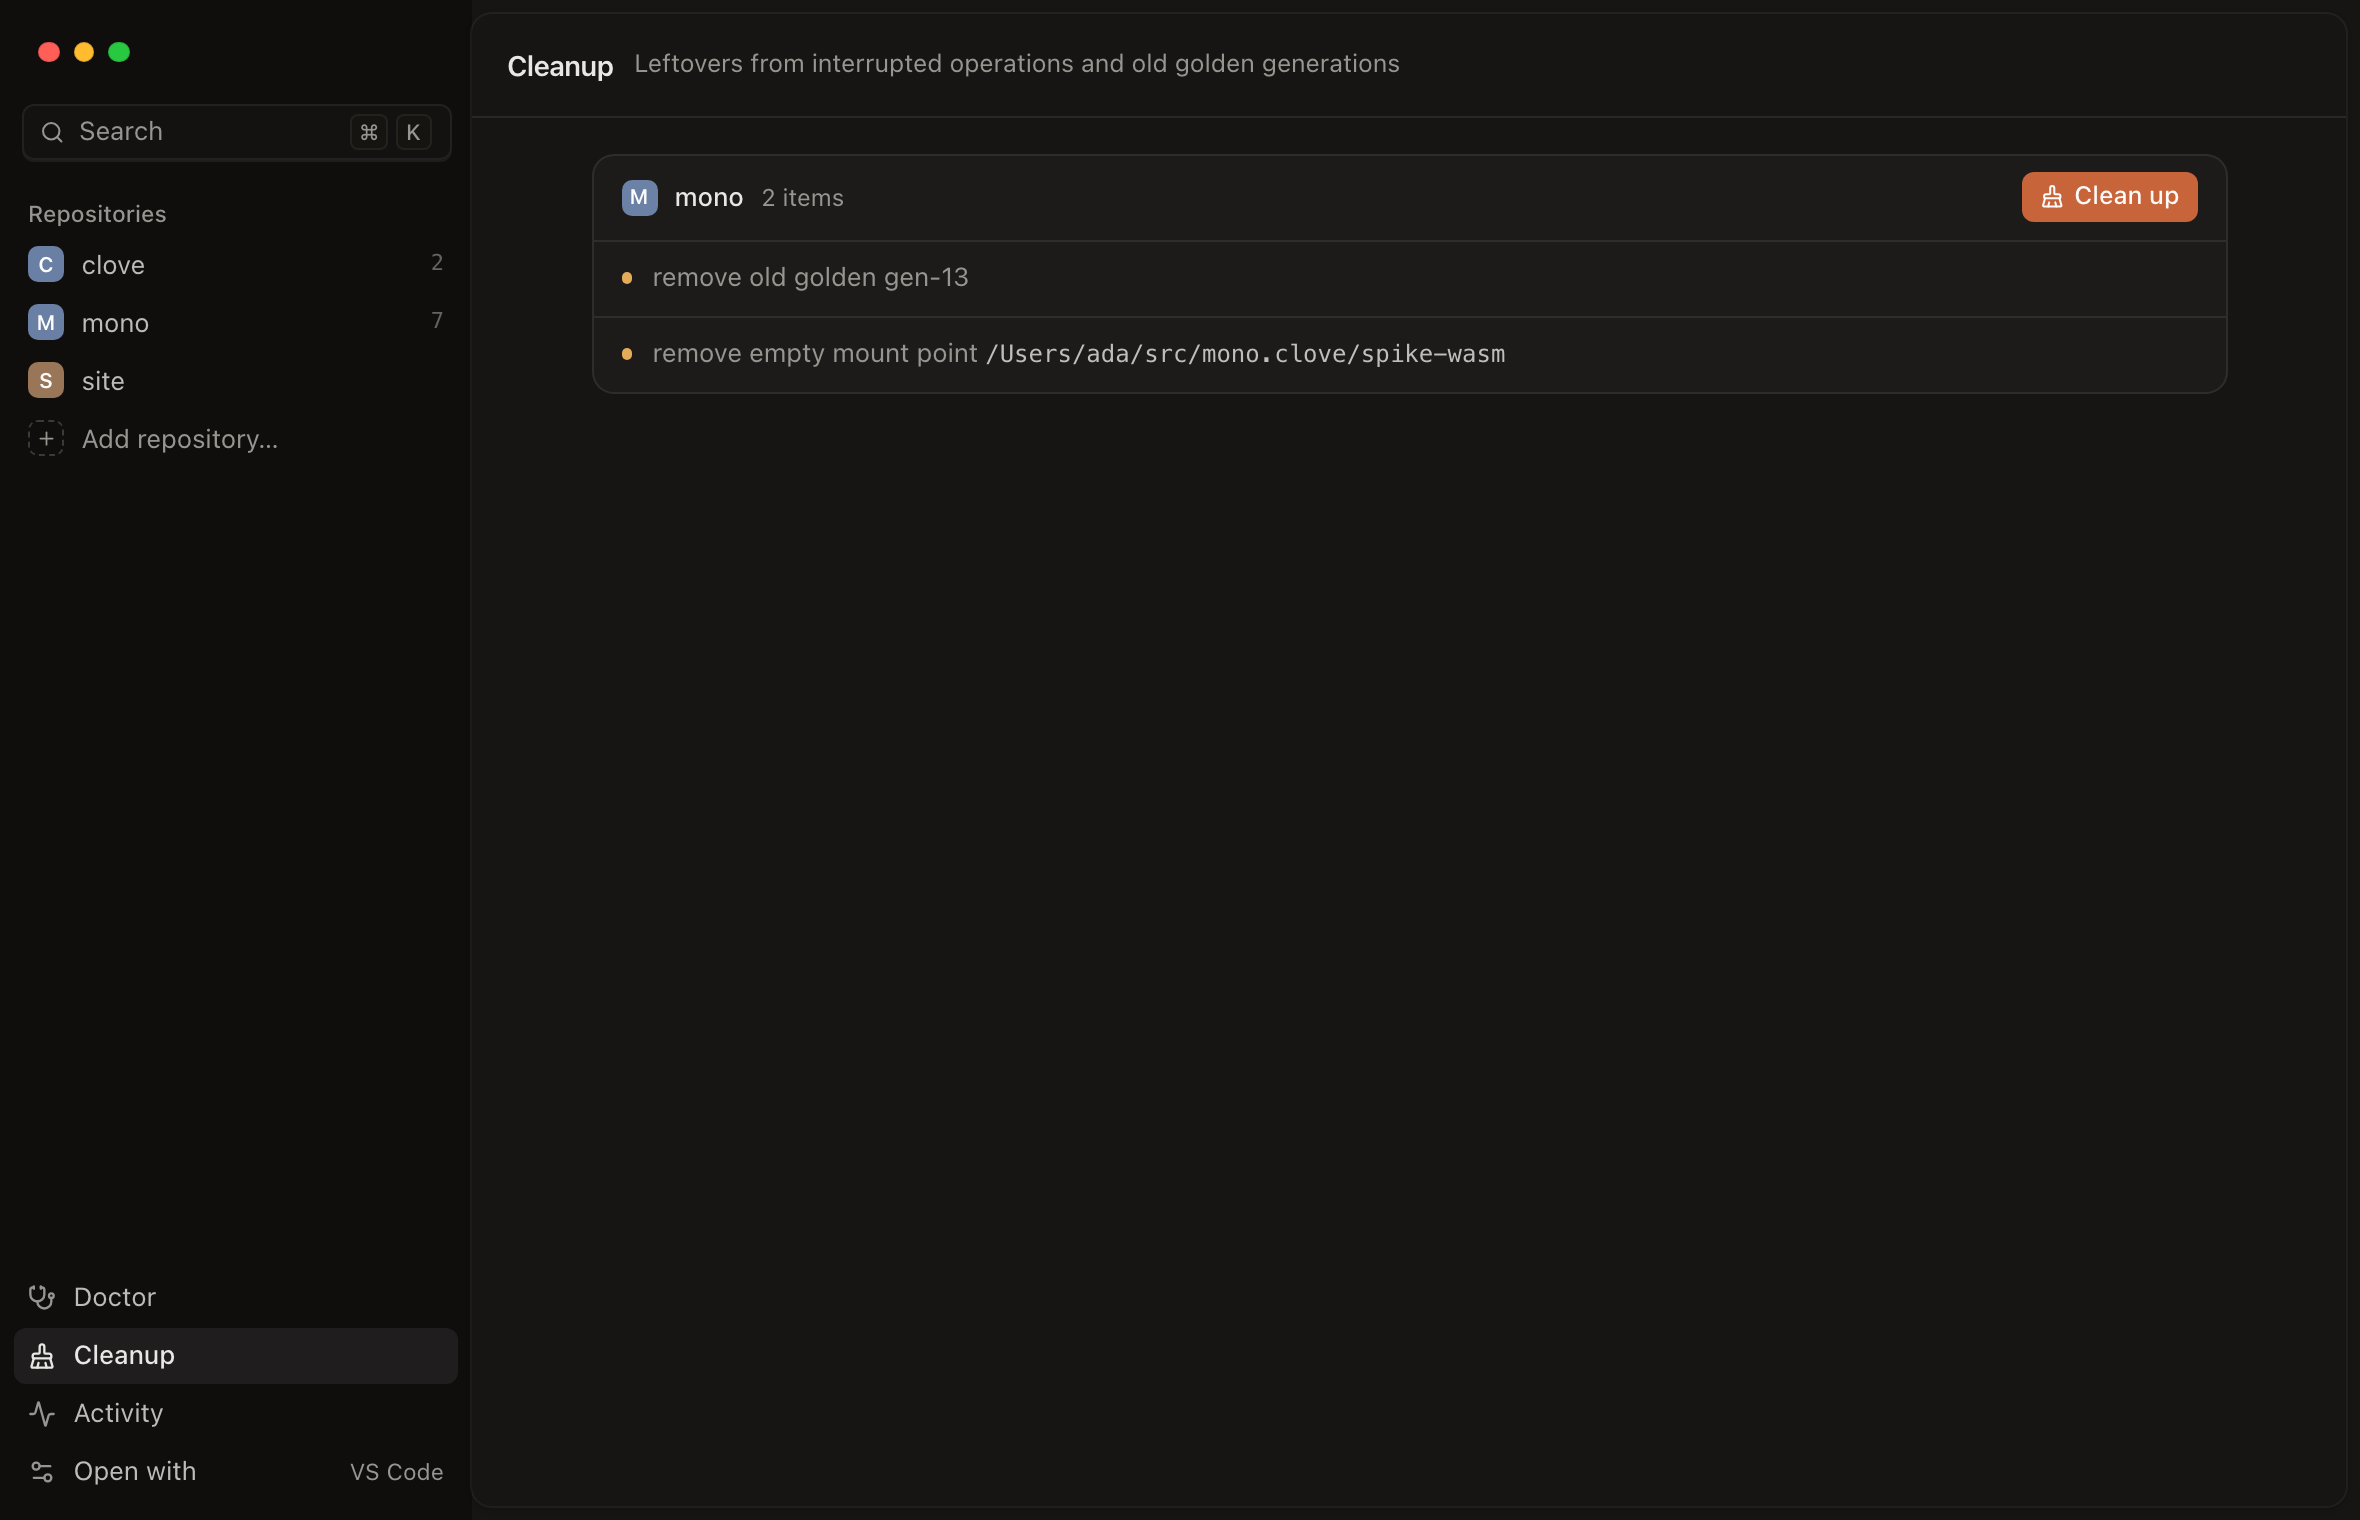 Cleanup Leftovers from interrupted operations and old golden generations
Search ⌘ K
Repositories
C clove 2
M mono 7
S site
+ Add repository...
M mono 2 items Clean up
remove old golden gen-13
remove empty mount point /Users/ada/src/mono.clove/spike-wasm
Doctor
Cleanup
Activity
Open with VS Code